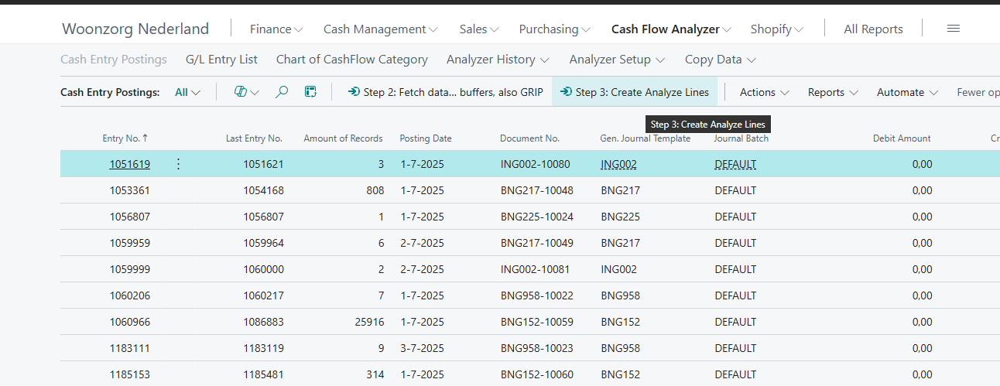 Woonzorg Nederland Finance Cash Management Sales Purchasing Cash Flow Analyzer Shopify All Reports
Cash Entry Postings G/L Entry List Chart of CashFlow Category Analyzer History Analyzer Setup Copy Data
Cash Entry Postings: All Step 2: Fetch data... buffers, also GRIP Step 3: Create Analyze Lines Actions Reports Automate Fewer op
Step 3: Create Analyze Lines
Entry No. ↑ Last Entry No. Amount of Records Posting Date Document No. Gen. Journal Template Journal Batch Debit Amount Cr
1051619 1051621 3 1-7-2025 ING002-10080 ING002 DEFAULT 0,00
1053361 1054168 808 1-7-2025 BNG217-10048 BNG217 DEFAULT 0,00
1056807 1056807 1 1-7-2025 BNG225-10024 BNG225 DEFAULT 0,00
1059959 1059964 6 2-7-2025 BNG217-10049 BNG217 DEFAULT 0,00
1059999 1060000 2 2-7-2025 ING002-10081 ING002 DEFAULT 0,00
1060206 1060217 7 1-7-2025 BNG958-10022 BNG958 DEFAULT 0,00
1060966 1086883 25916 1-7-2025 BNG152-10059 BNG152 DEFAULT 0,00
1183111 1183119 9 3-7-2025 BNG958-10023 BNG958 DEFAULT 0,00
1185153 1185481 314 1-7-2025 BNG152-10060 BNG152 DEFAULT 0,00